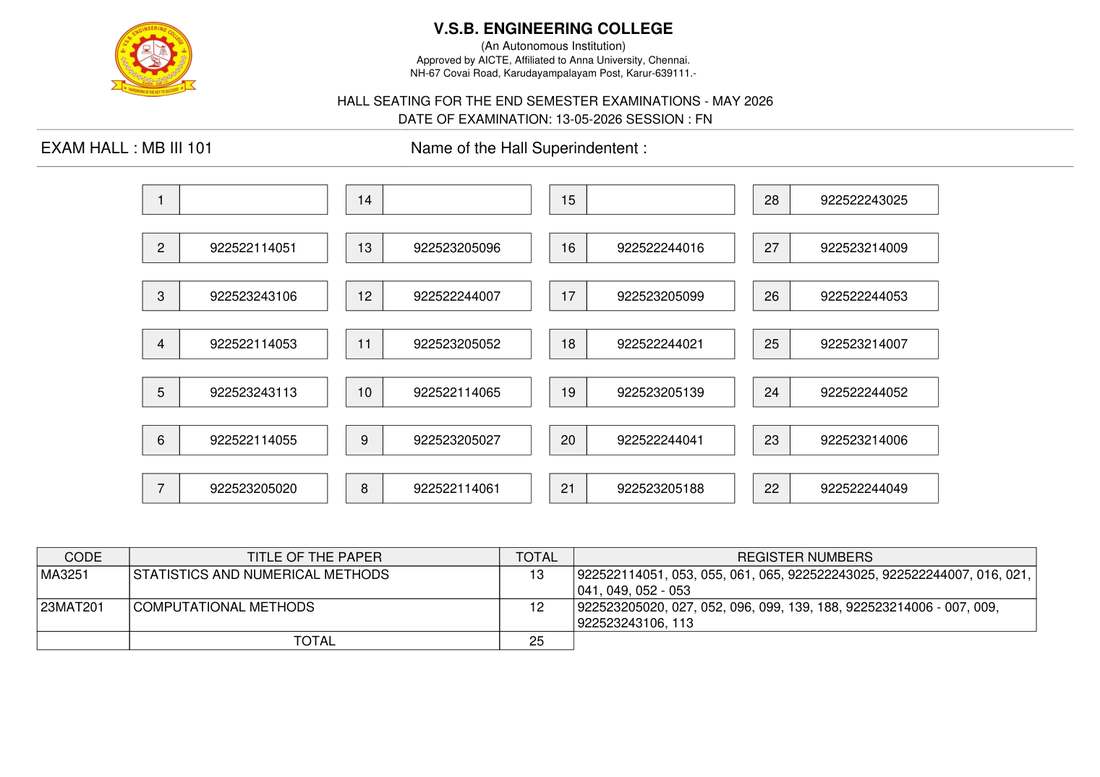 V.S.B. ENGINEERING COLLEGE
(An Autonomous Institution)
Approved by AICTE, Affiliated to Anna University, Chennai.
NH-67 Covai Road, Karudayampalayam Post, Karur-639111.-
HALL SEATING FOR THE END SEMESTER EXAMINATIONS - MAY 2026
DATE OF EXAMINATION: 13-05-2026 SESSION : FN
EXAM HALL : MB III 101 Name of the Hall Superindentent :
1 14 15 28 922522243025
2 922522114051 13 922523205096 16 922522244016 27 922523214009
3 922523243106 12 922522244007 17 922523205099 26 922522244053
4 922522114053 11 922523205052 18 922522244021 25 922523214007
5 922523243113 10 922522114065 19 922523205139 24 922522244052
6 922522114055 9 922523205027 20 922522244041 23 922523214006
7 922523205020 8 922522114061 21 922523205188 22 922522244049
CODE TITLE OF THE PAPER TOTAL REGISTER NUMBERS
MA3251 STATISTICS AND NUMERICAL METHODS 13 922522114051, 053, 055, 061, 065, 922522243025, 922522244007, 016, 021,
041, 049, 052 - 053
23MAT201 COMPUTATIONAL METHODS 12 922523205020, 027, 052, 096, 099, 139, 188, 922523214006 - 007, 009,
922523243106, 113
TOTAL 25